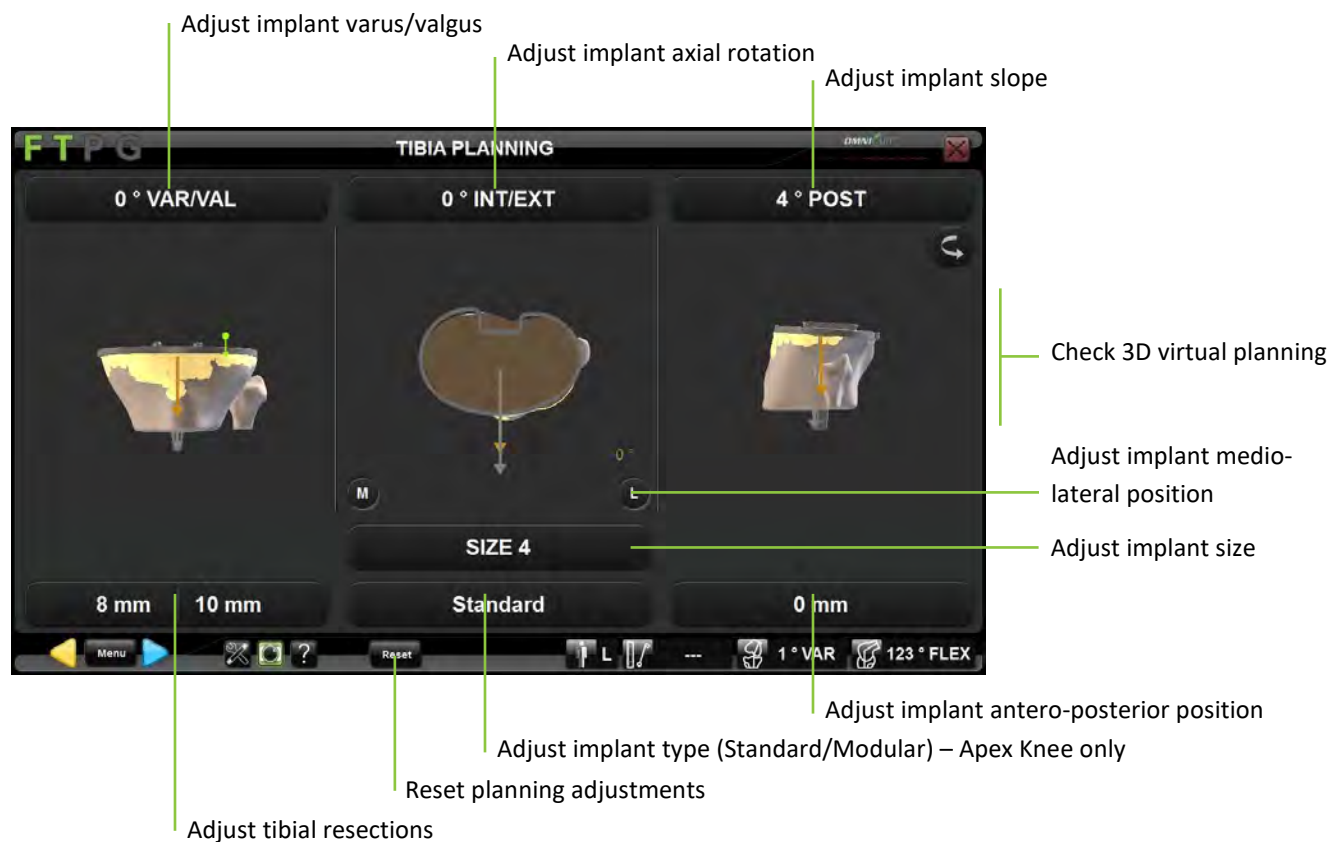 Adjust implant varus/valgus
Adjust implant axial rotation
Adjust implant slope
F T P G
TIBIA PLANNING
0 ° VAR/VAL
0 ° INT/EXT
4 ° POST
0 °
M
L
Check 3D virtual planning
Adjust implant medio-
lateral position
SIZE 4
Adjust implant size
8 mm 10 mm
Standard
0 mm
Menu
?
Reset
L
---
1 ° VAR
123 ° FLEX
Adjust implant antero-posterior position
Adjust implant type (Standard/Modular) – Apex Knee only
Reset planning adjustments
Adjust tibial resections